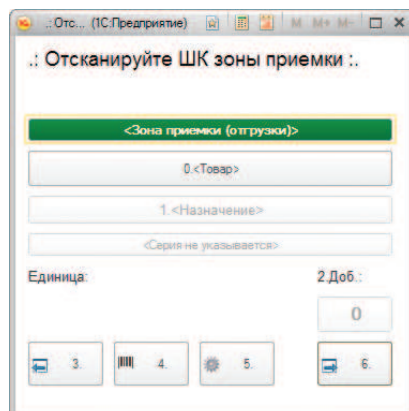 .: Отс... (1С:Предприятие) M M+ M-
.: Отсканируйте ШК зоны приемки :.
<Зона приемки (отгрузки)>
0.<Товар>
1.<Назначение>
<Серия не указывается>
Единица: 2.Доб.:
0
3. 4. 5. 6.